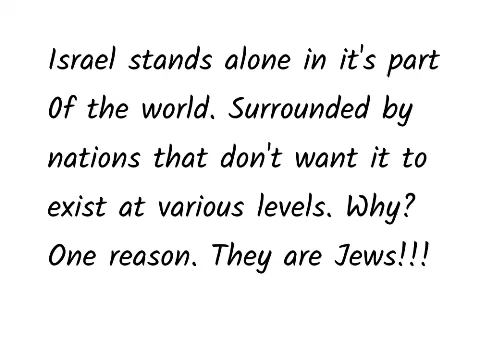 Israel stands alone in it's part
Of the world. Surrounded by
nations that don't want it to
exist at various levels. Why?
One reason. They are Jews!!!